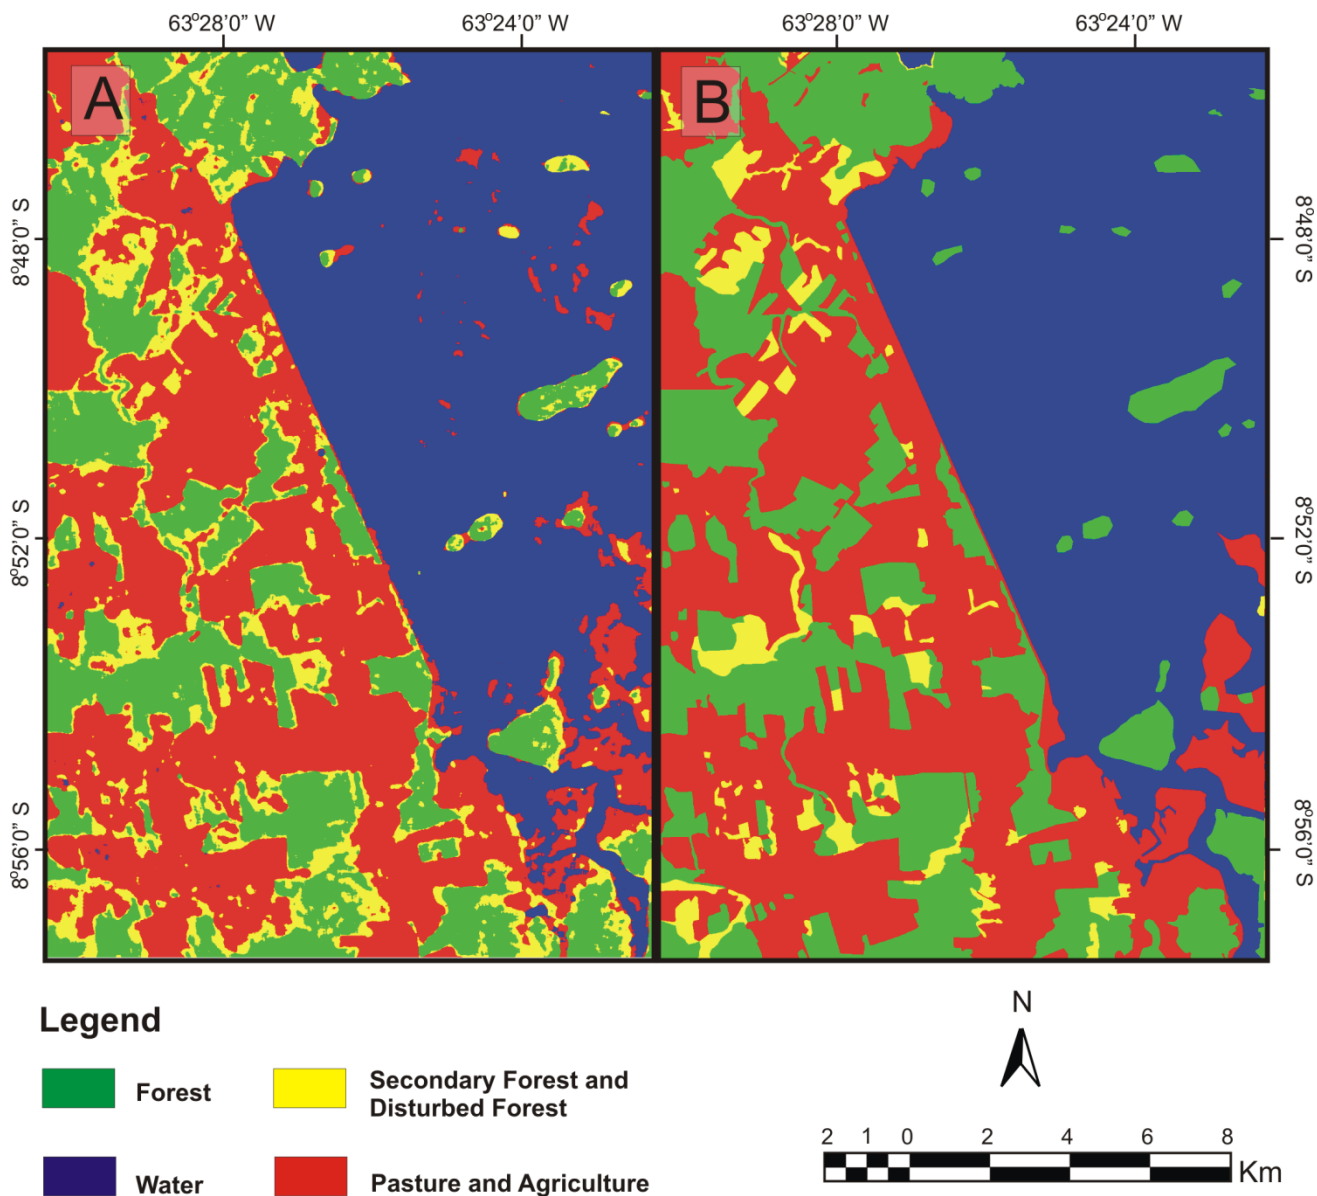 63°28'0" W 63°24'0" W 63°28'0" W 63°24'0" W
A
B
8°48'0" S
8°52'0" S
8°56'0" S
8°48'0" S
8°52'0" S
8°56'0" S
Legend
Forest
Secondary Forest and
Disturbed Forest
Water
Pasture and Agriculture
N
2 1 0 2 4 6 8
Km